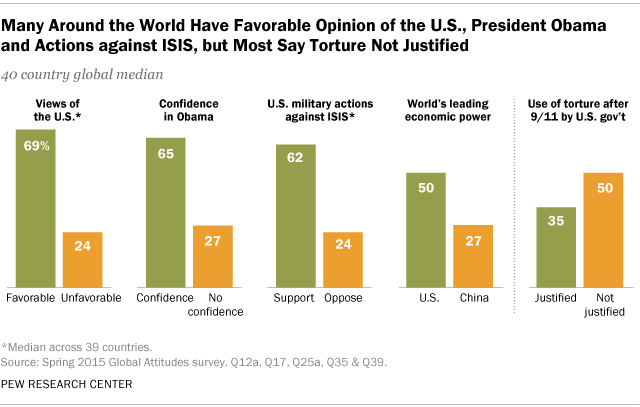 Many Around the World Have Favorable Opinion of the U.S., President Obama
and Actions against ISIS, but Most Say Torture Not Justified
40 country global median
Views of
the U.S.*
69%
24
Favorable Unfavorable
Confidence
in Obama
65
27
Confidence No
confidence
U.S. military actions
against ISIS*
62
24
Support Oppose
World's leading
economic power
50
27
U.S. China
Use of torture after
9/11 by U.S. gov't
35
50
Justified Not
justified
*Median across 39 countries.
Source: Spring 2015 Global Attitudes survey. Q12a, Q17, Q25a, Q35 & Q39.
PEW RESEARCH CENTER